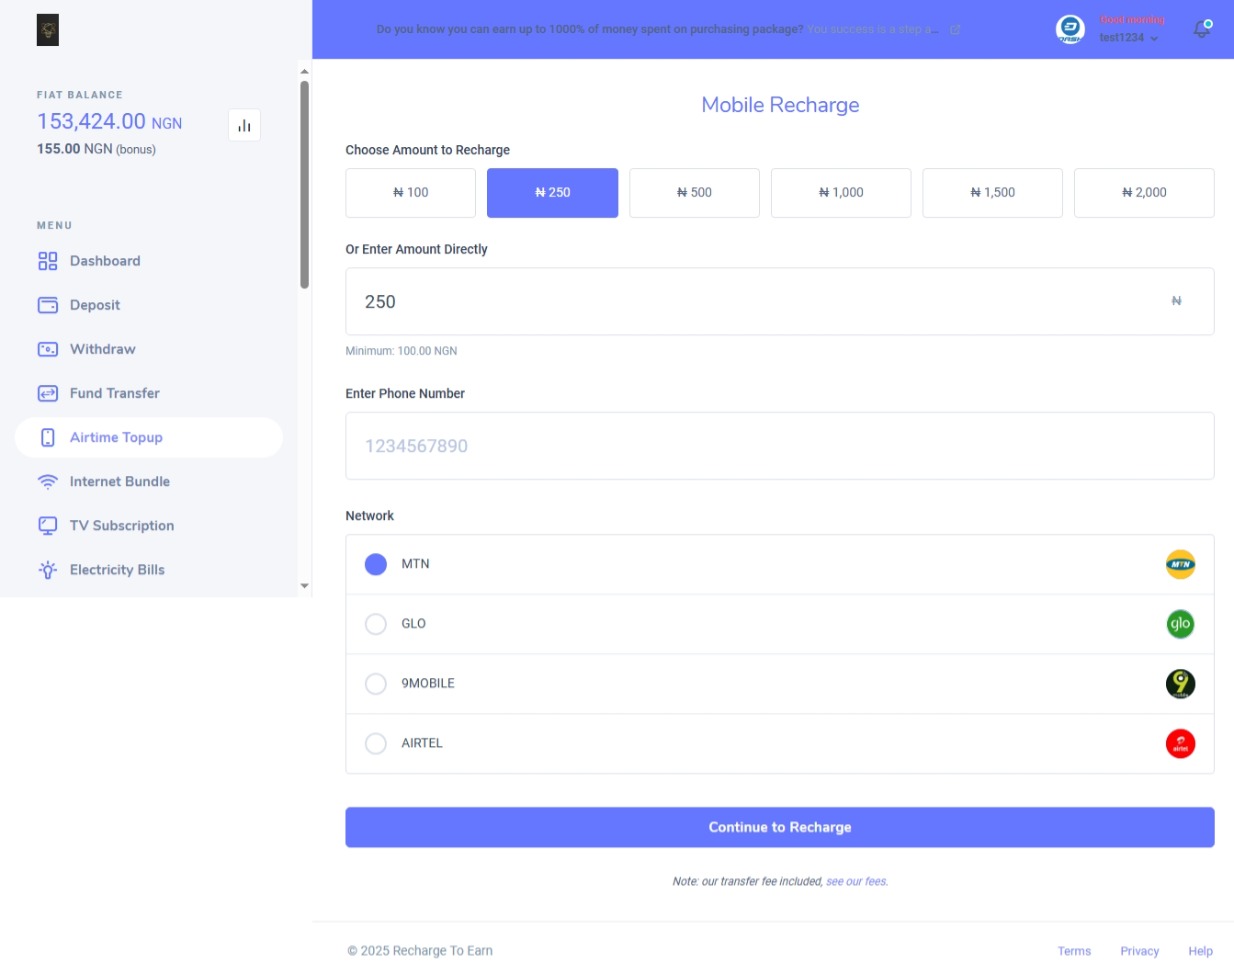 Do you know you can earn up to 1000% of money spent on purchasing package? You success is a step a...
Good morning
test1234
FIAT BALANCE
153,424.00 NGN
155.00 NGN (bonus)
MENU
Dashboard
Deposit
Withdraw
Fund Transfer
Airtime Topup
Internet Bundle
TV Subscription
Electricity Bills
Mobile Recharge
Choose Amount to Recharge
₦ 100
₦ 250
₦ 500
₦ 1,000
₦ 1,500
₦ 2,000
Or Enter Amount Directly
250 ₦
Minimum: 100.00 NGN
Enter Phone Number
1234567890
Network
MTN MTN
GLO glo
9MOBILE 9 mobile
AIRTEL airtel
Continue to Recharge
Note: our transfer fee included, see our fees.
© 2025 Recharge To Earn Terms Privacy Help